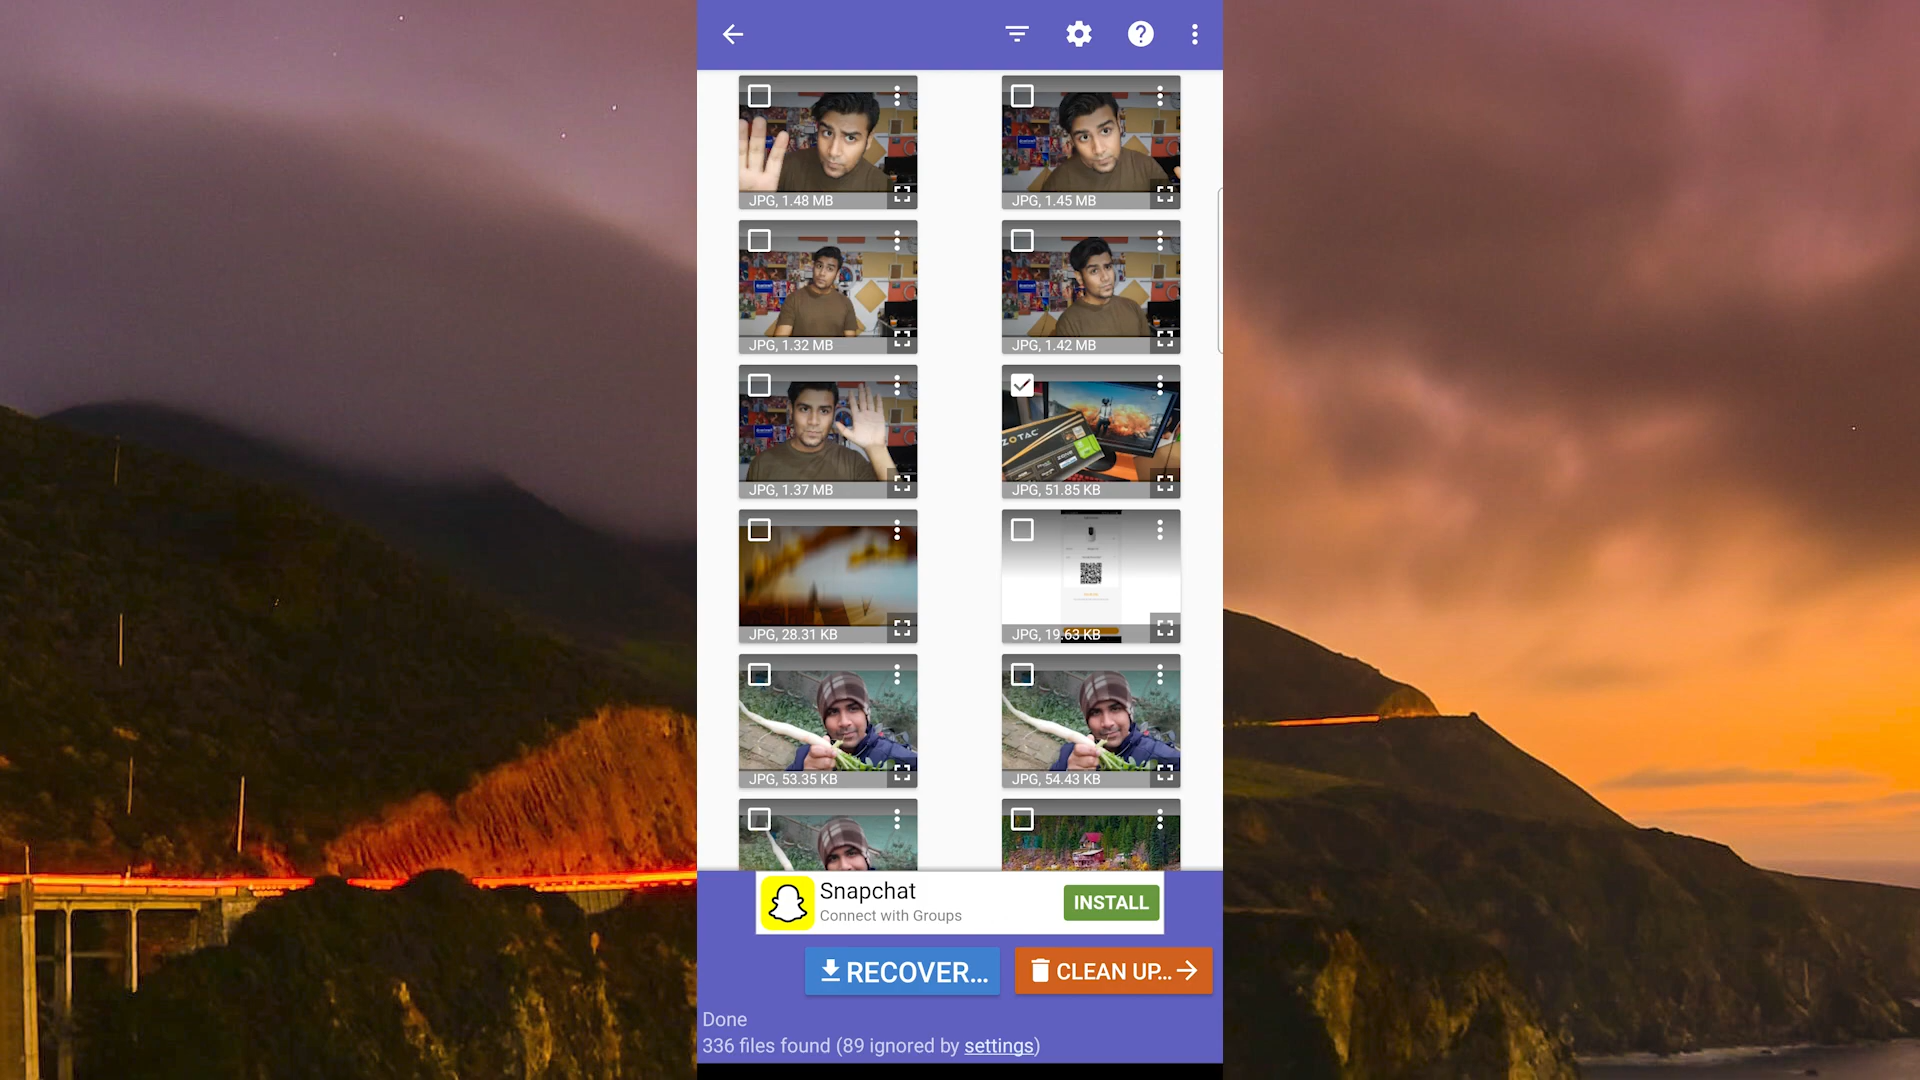 JPG, 1.48 MB
JPG, 1.45 MB
JPG, 1.32 MB
JPG, 1.42 MB
JPG, 1.37 MB
ZOTAC
JPG, 51.85 KB
JPG, 28.31 KB
JPG, 19.63 KB
JPG, 53.35 KB
JPG, 54.43 KB
Snapchat
Connect with Groups
INSTALL
RECOVER...
CLEAN UP...
Done
336 files found (89 ignored by settings)